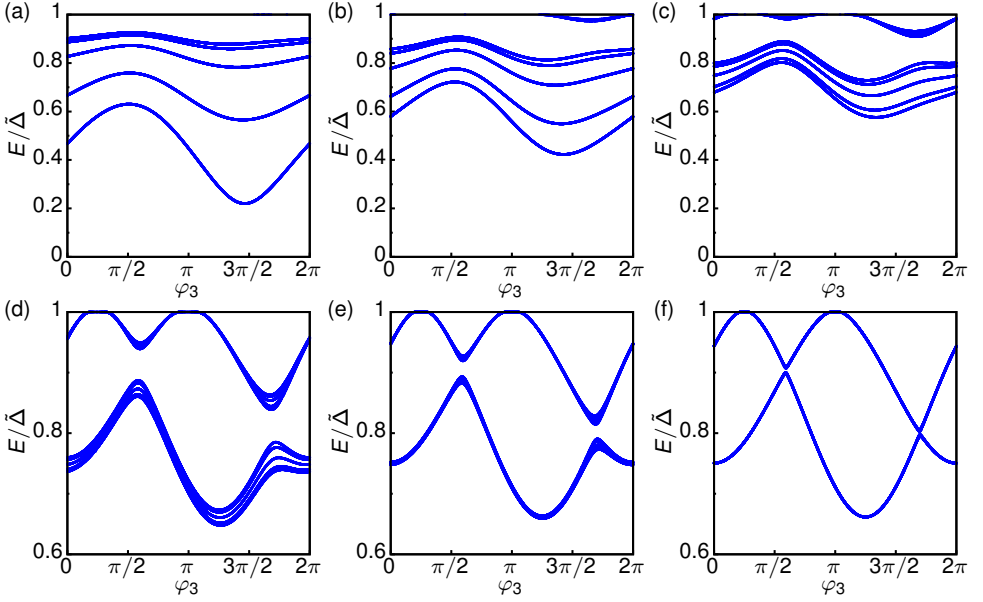 (a) (b) (c)
1 1 1
0.8 0.8 0.8
0.6 0.6 0.6
0.4 0.4 0.4
0.2 0.2 0.2
0 0 0
E/Δ̃ E/Δ̃ E/Δ̃
0 π/2 π 3π/2 2π 0 π/2 π 3π/2 2π 0 π/2 π 3π/2 2π
φ₃ φ₃ φ₃
(d) (e) (f)
1 1 1
0.8 0.8 0.8
0.6 0.6 0.6
E/Δ̃ E/Δ̃ E/Δ̃
0 π/2 π 3π/2 2π 0 π/2 π 3π/2 2π 0 π/2 π 3π/2 2π
φ₃ φ₃ φ₃